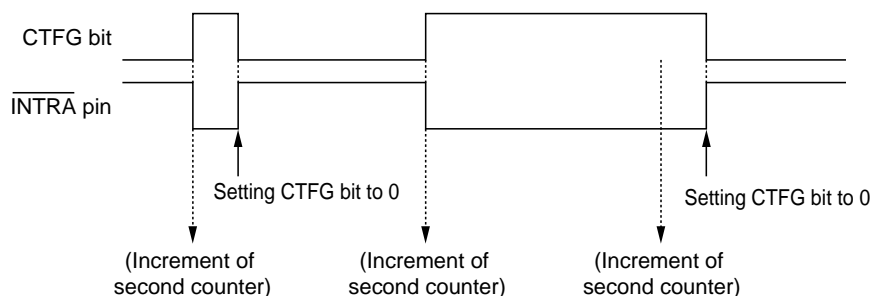 CTFG bit
INTRA pin
Setting CTFG bit to 0
Setting CTFG bit to 0
(Increment of
second counter)
(Increment of
second counter)
(Increment of
second counter)